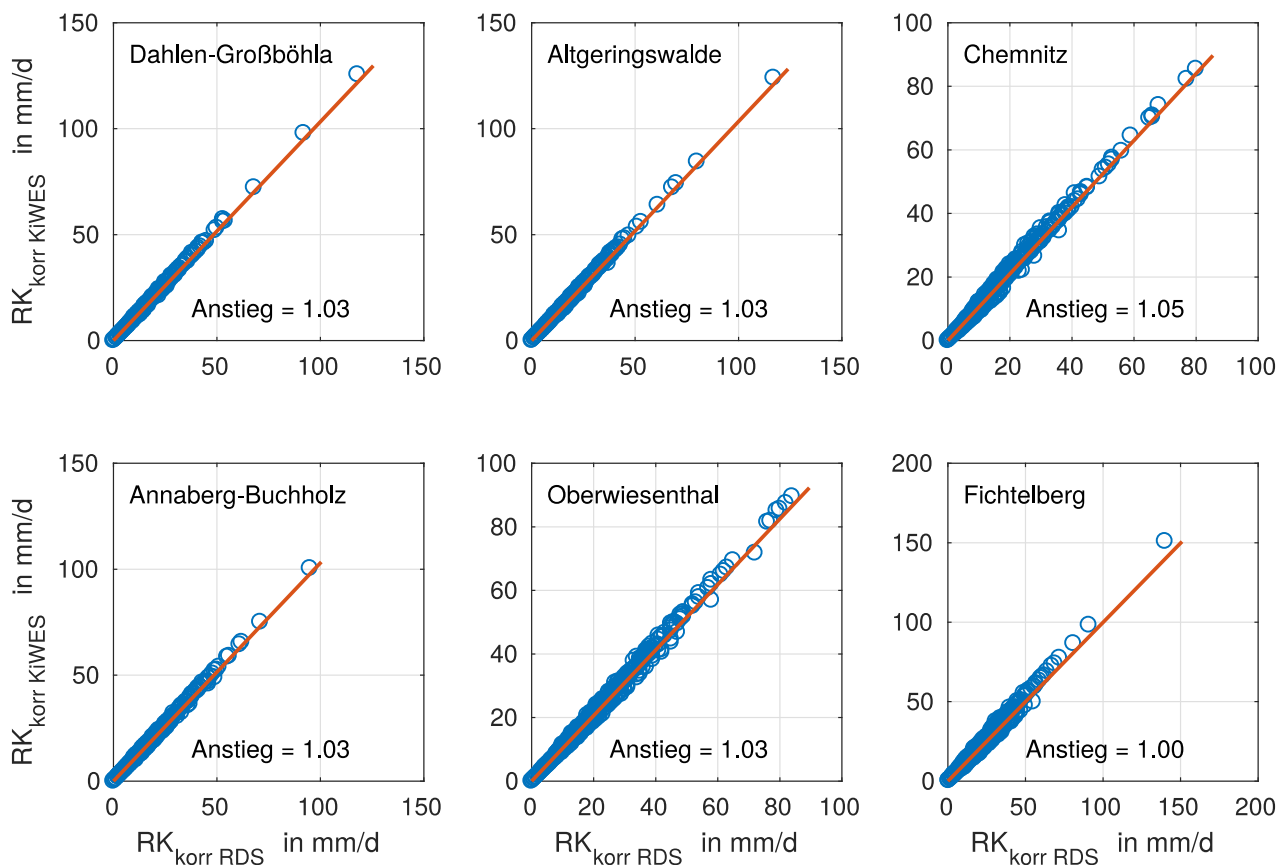 150
100
50
0
RK_korr KiWES in mm/d
Dahlen-Großböhla
Anstieg = 1.03
0 50 100 150
150
100
50
0
Altgeringswalde
Anstieg = 1.03
0 50 100 150
100
80
60
40
20
0
Chemnitz
Anstieg = 1.05
0 20 40 60 80 100
150
100
50
0
RK_korr KiWES in mm/d
Annaberg-Buchholz
Anstieg = 1.03
0 50 100 150
RK_korr RDS in mm/d
100
80
60
40
20
0
Oberwiesenthal
Anstieg = 1.03
0 20 40 60 80 100
RK_korr RDS in mm/d
200
150
100
50
0
Fichtelberg
Anstieg = 1.00
0 50 100 150 200
RK_korr RDS in mm/d